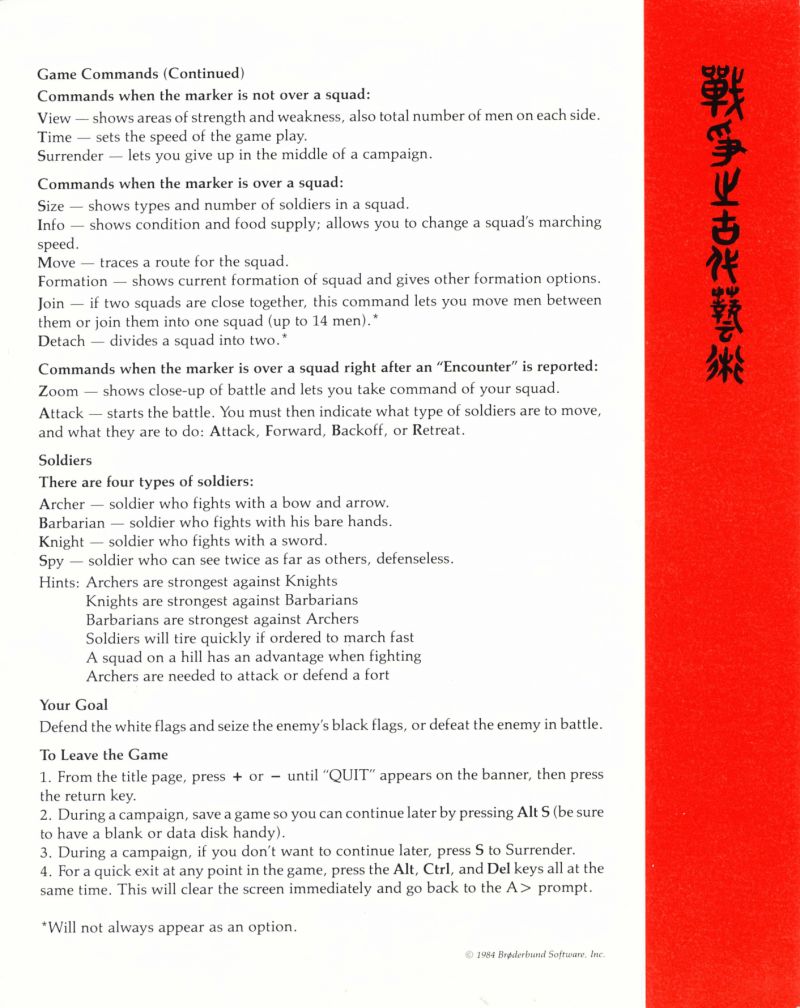 Game Commands (Continued)
Commands when the marker is not over a squad:
View — shows areas of strength and weakness, also total number of men on each side.
Time — sets the speed of the game play.
Surrender — lets you give up in the middle of a campaign.
Commands when the marker is over a squad:
Size — shows types and number of soldiers in a squad.
Info — shows condition and food supply; allows you to change a squad's marching
speed.
Move — traces a route for the squad.
Formation — shows current formation of squad and gives other formation options.
Join — if two squads are close together, this command lets you move men between
them or join them into one squad (up to 14 men).*
Detach — divides a squad into two.*
Commands when the marker is over a squad right after an "Encounter" is reported:
Zoom — shows close-up of battle and lets you take command of your squad.
Attack — starts the battle. You must then indicate what type of soldiers are to move,
and what they are to do: Attack, Forward, Backoff, or Retreat.
Soldiers
There are four types of soldiers:
Archer — soldier who fights with a bow and arrow.
Barbarian — soldier who fights with his bare hands.
Knight — soldier who fights with a sword.
Spy — soldier who can see twice as far as others, defenseless.
Hints: Archers are strongest against Knights
Knights are strongest against Barbarians
Barbarians are strongest against Archers
Soldiers will tire quickly if ordered to march fast
A squad on a hill has an advantage when fighting
Archers are needed to attack or defend a fort
Your Goal
Defend the white flags and seize the enemy's black flags, or defeat the enemy in battle.
To Leave the Game
1. From the title page, press + or − until "QUIT" appears on the banner, then press
the return key.
2. During a campaign, save a game so you can continue later by pressing Alt S (be sure
to have a blank or data disk handy).
3. During a campaign, if you don't want to continue later, press S to Surrender.
4. For a quick exit at any point in the game, press the Alt, Ctrl, and Del keys all at the
same time. This will clear the screen immediately and go back to the A> prompt.
*Will not always appear as an option.
© 1984 Brøderbund Software, Inc.
戰爭之古代藝術